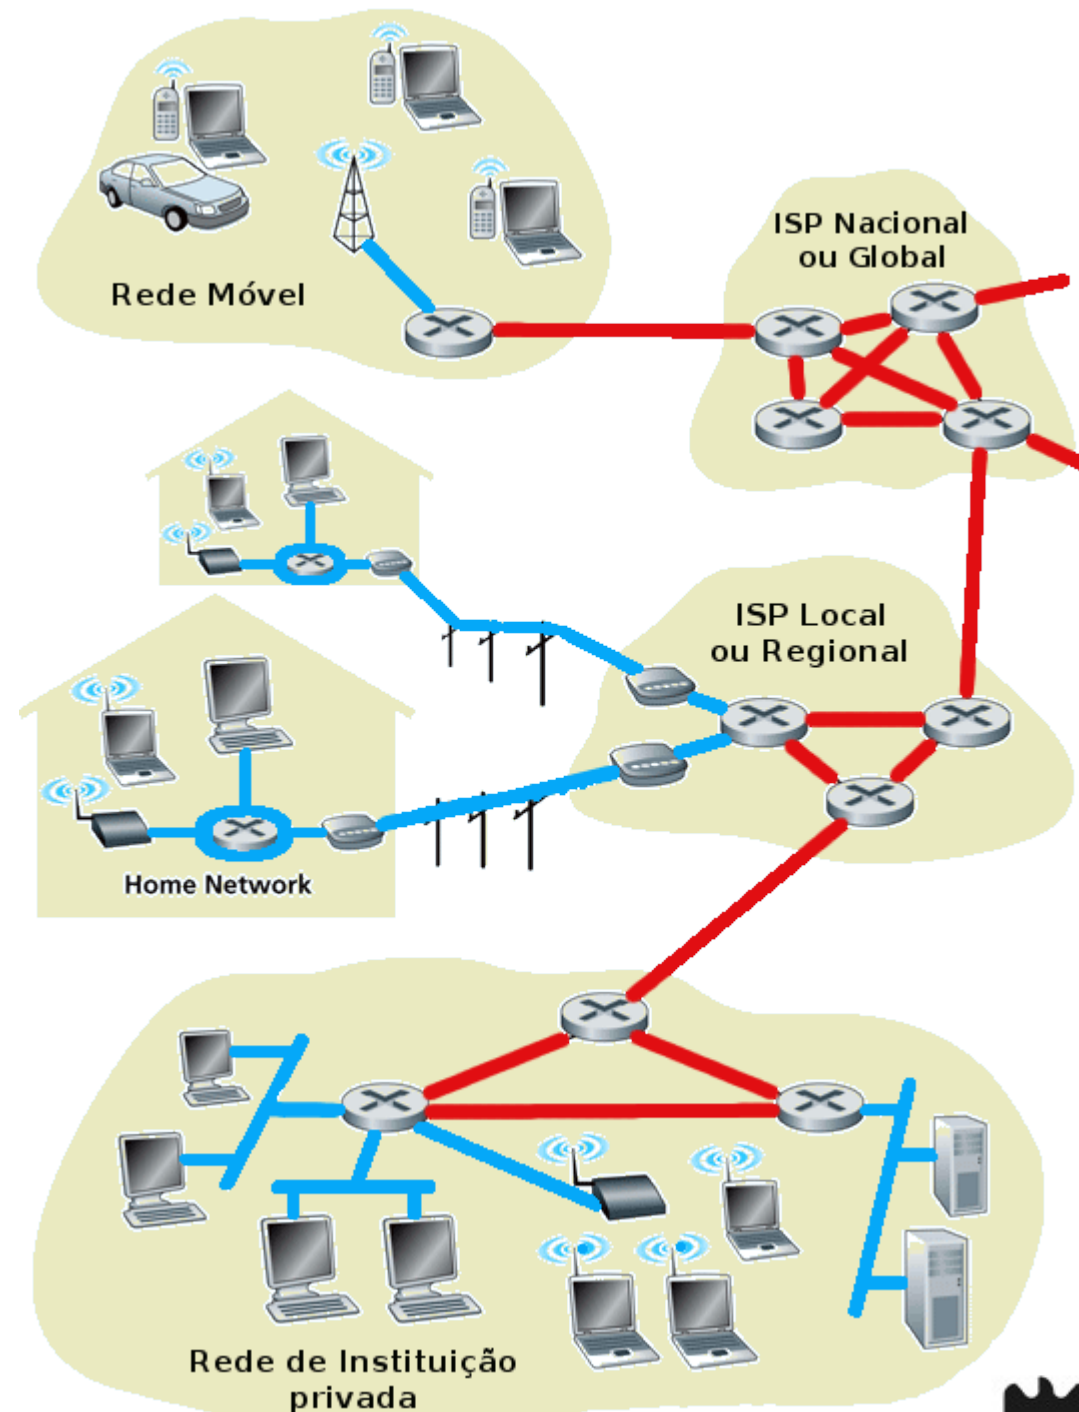 ISP Nacional
ou Global
Rede Móvel
ISP Local
ou Regional
Home Network
Rede de Instituição
privada